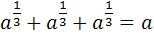 a^{1/3} + a^{1/3} + a^{1/3} = a